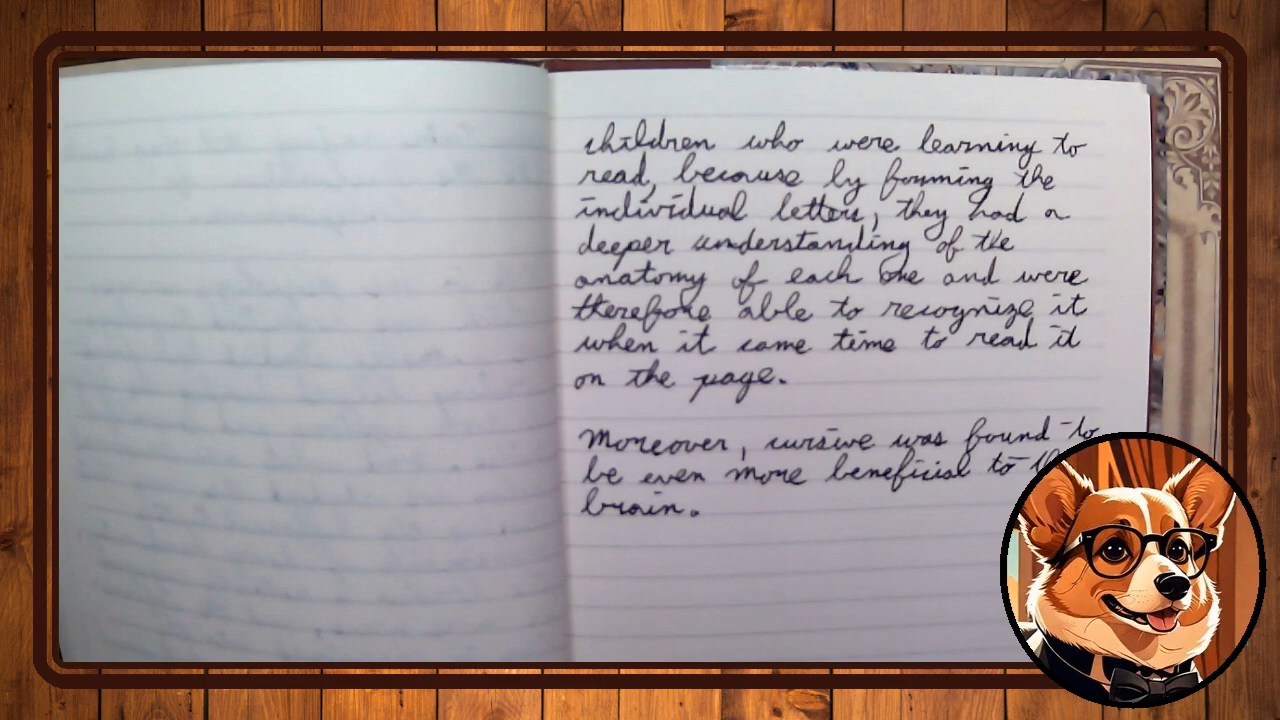 children who were learning to
read, because by forming the
individual letters, they had a
deeper understanding of the
anatomy of each one and were
therefore able to recognize it
when it came time to read it
on the page.
Moreover, cursive was found to
be even more beneficial to
brain.